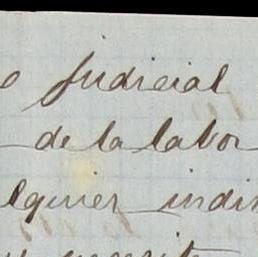 o judicial
de la labor
lquier indi